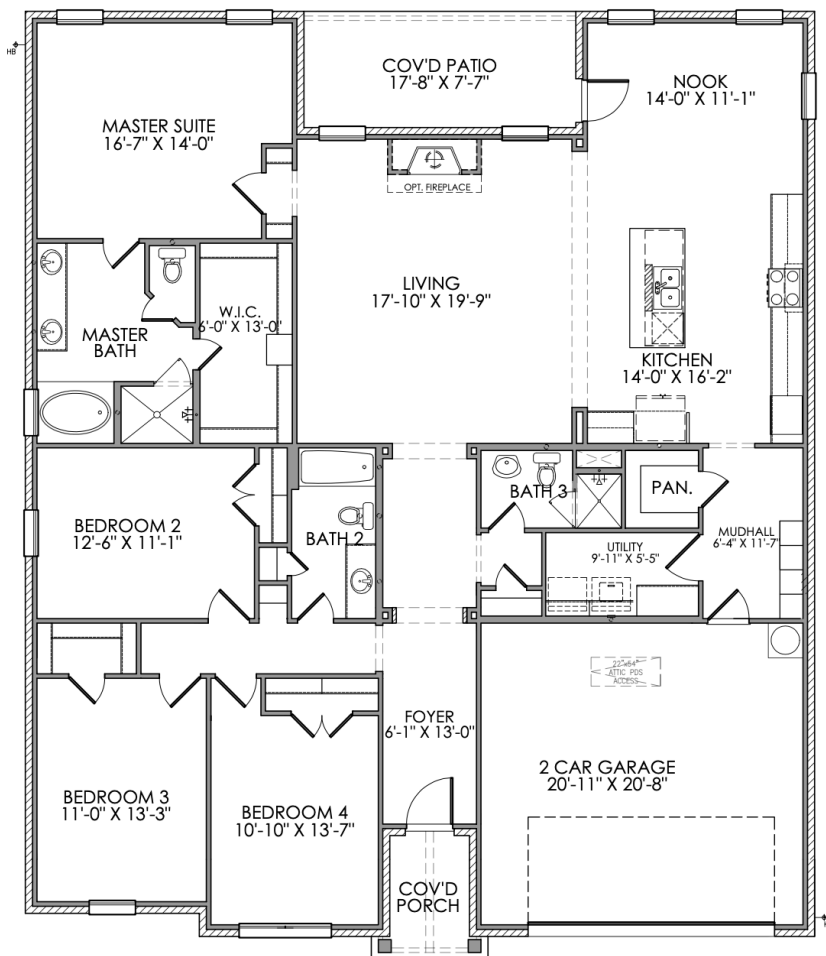 HB
COV'D PATIO
17'-8" X 7'-7"
NOOK
14'-0" X 11'-1"
MASTER SUITE
16'-7" X 14'-0"
OPT. FIREPLACE
LIVING
17'-10" X 19'-9"
W.I.C.
6'-0" X 13'-0"
MASTER
BATH
KITCHEN
14'-0" X 16'-2"
BATH 3
PAN.
BEDROOM 2
12'-6" X 11'-1"
BATH 2
MUDHALL
6'-4" X 11'-7"
UTILITY
9'-11" X 5'-5"
22"x54"
ATTIC PDS
ACCESS
FOYER
6'-1" X 13'-0"
2 CAR GARAGE
20'-11" X 20'-8"
BEDROOM 3
11'-0" X 13'-3"
BEDROOM 4
10'-10" X 13'-7"
COV'D
PORCH